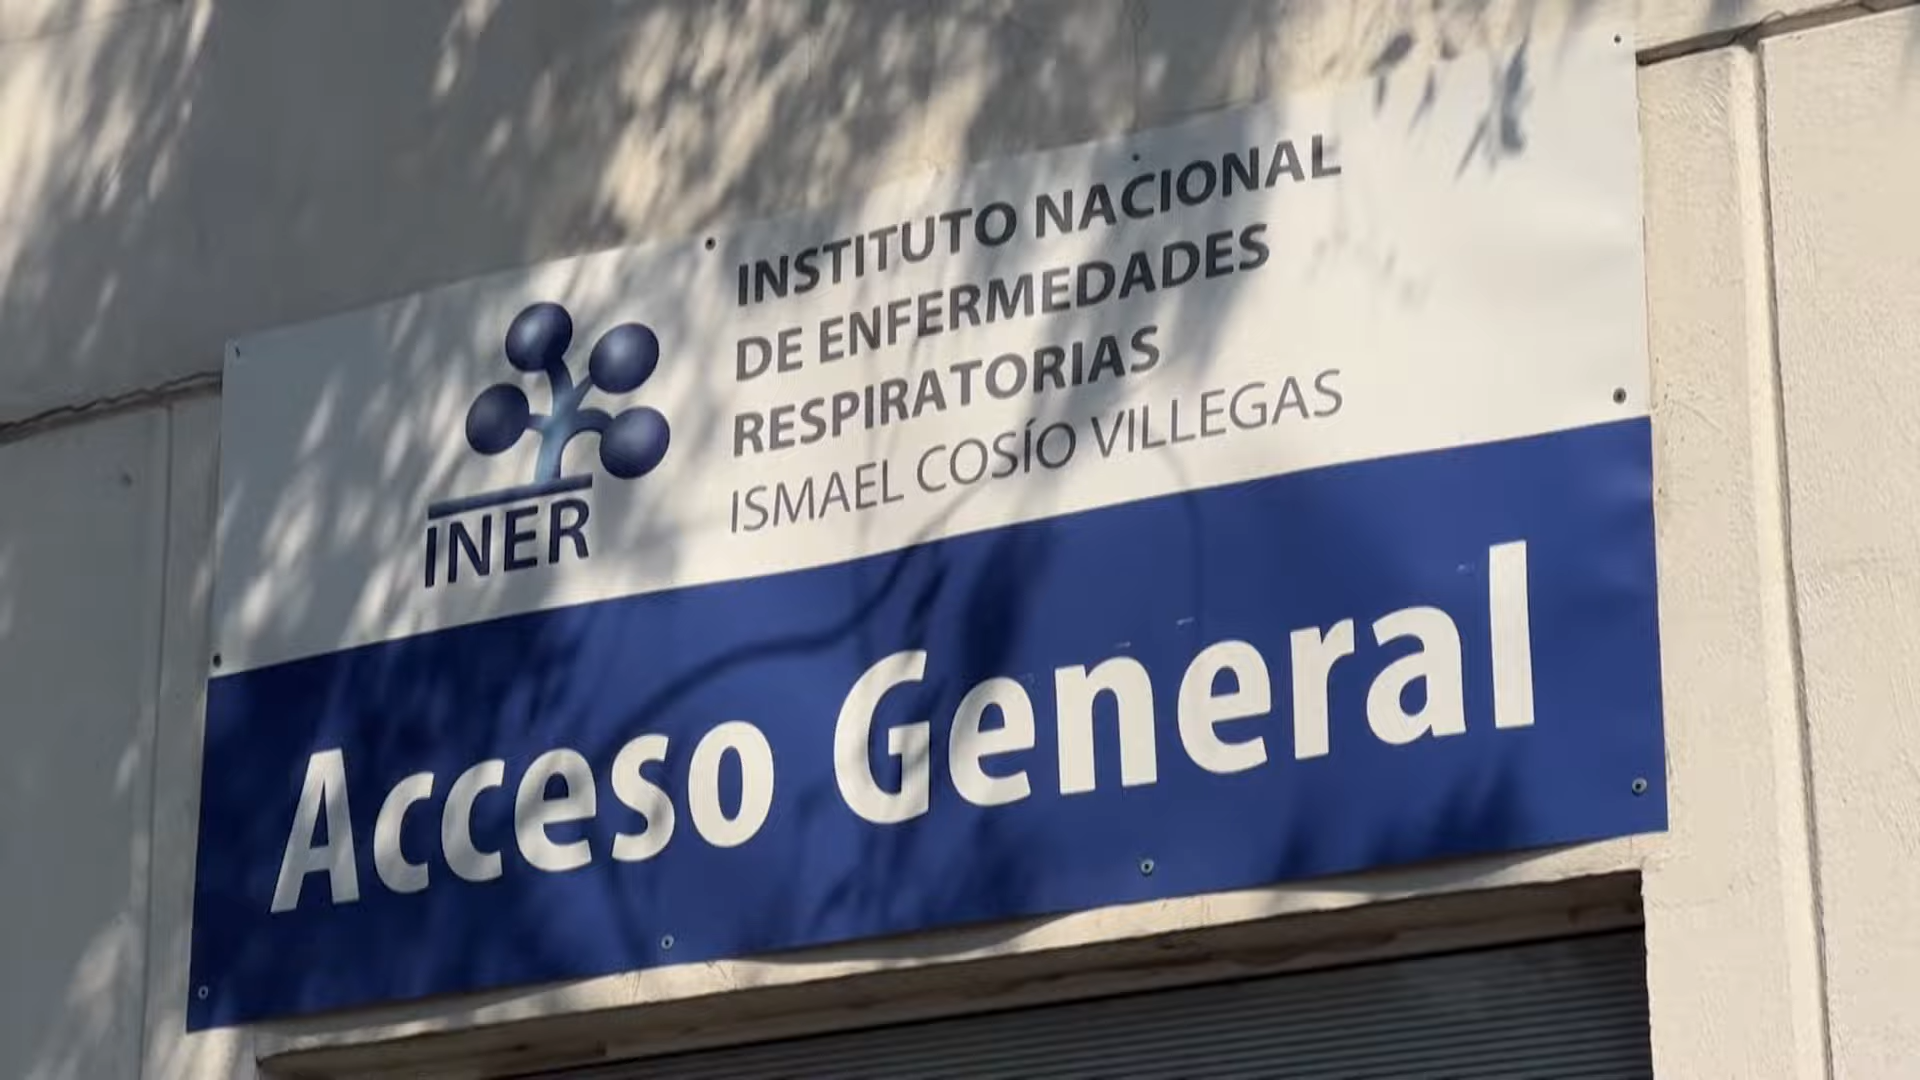 INSTITUTO NACIONAL
DE ENFERMEDADES
RESPIRATORIAS
ISMAEL COSÍO VILLEGAS
INER
Acceso General